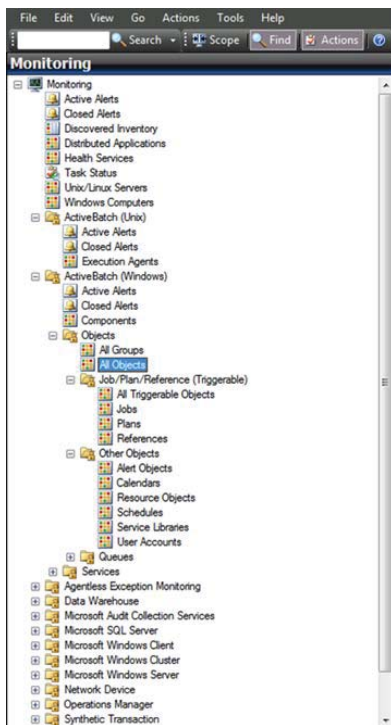 File Edit View Go Actions Tools Help
Search Scope Find Actions
Monitoring
Monitoring
Active Alerts
Closed Alerts
Discovered Inventory
Distributed Applications
Health Services
Task Status
Unix/Linux Servers
Windows Computers
ActiveBatch (Unix)
Active Alerts
Closed Alerts
Execution Agents
ActiveBatch (Windows)
Active Alerts
Closed Alerts
Components
Objects
All Groups
All Objects
Job/Plan/Reference (Triggerable)
All Triggerable Objects
Jobs
Plans
References
Other Objects
Alert Objects
Calendars
Resource Objects
Schedules
Service Libraries
User Accounts
Queues
Services
Agentless Exception Monitoring
Data Warehouse
Microsoft Audit Collection Services
Microsoft SQL Server
Microsoft Windows Client
Microsoft Windows Cluster
Microsoft Windows Server
Network Device
Operations Manager
Synthetic Transaction